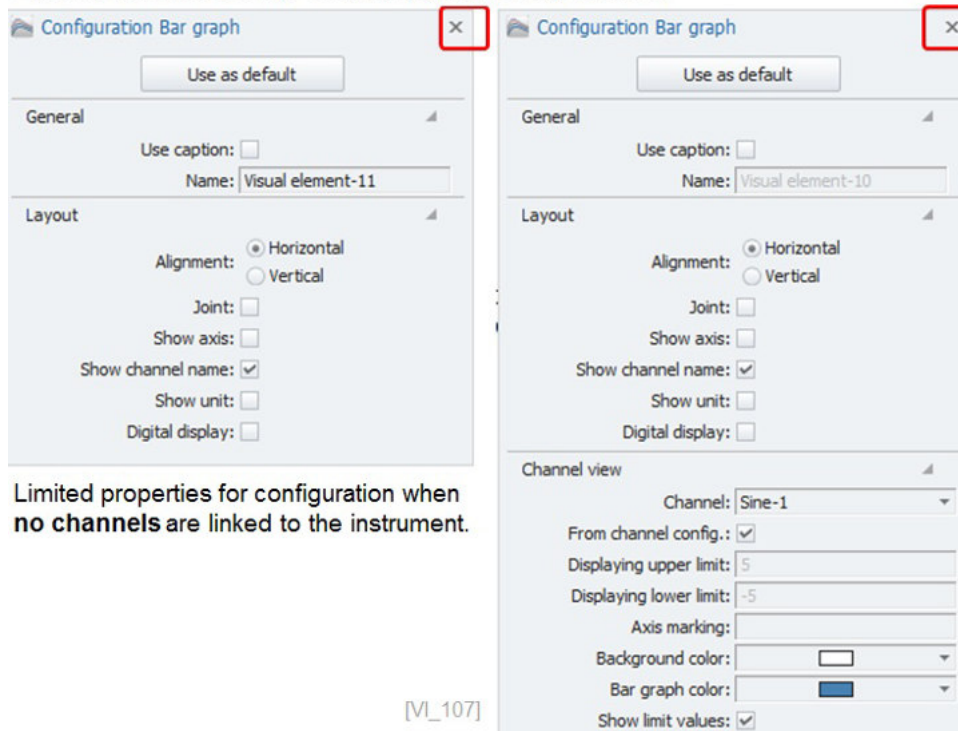 Configuration Bar graph
Use as default
General
Use caption:
Name: Visual element-11
Layout
Alignment: Horizontal
Vertical
Joint:
Show axis:
Show channel name:
Show unit:
Digital display:
Limited properties for configuration when
no channels are linked to the instrument.
[VI_107]
Configuration Bar graph
Use as default
General
Use caption:
Name: Visual element-10
Layout
Alignment: Horizontal
Vertical
Joint:
Show axis:
Show channel name:
Show unit:
Digital display:
Channel view
Channel: Sine-1
From channel config.:
Displaying upper limit: 5
Displaying lower limit: -5
Axis marking:
Background color:
Bar graph color:
Show limit values: